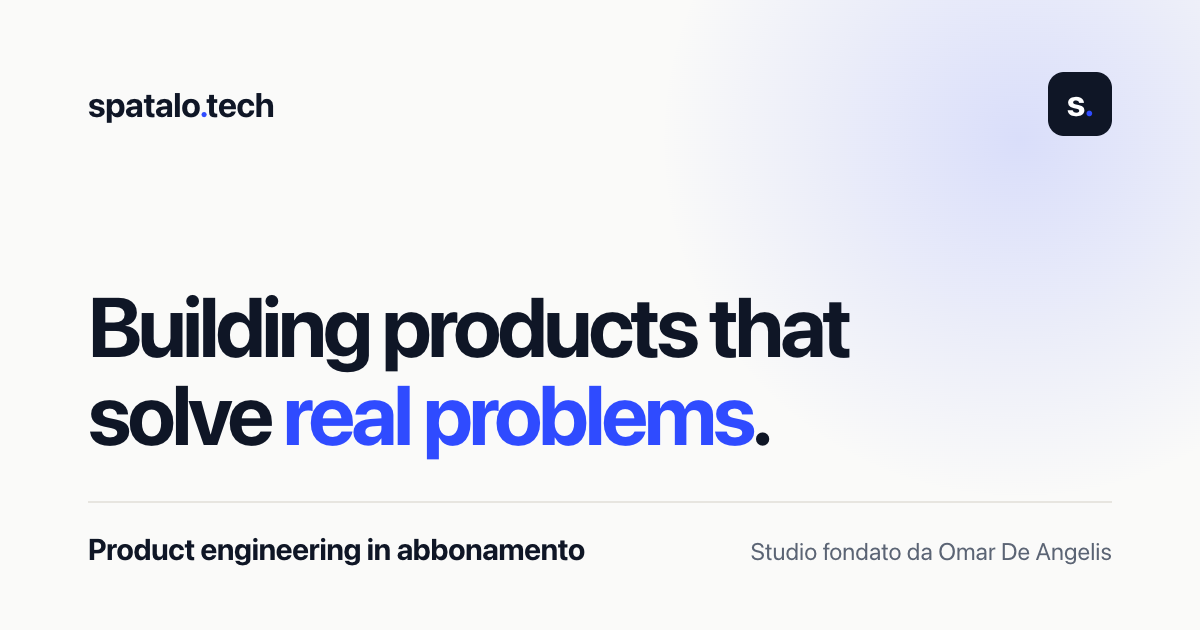 spatalo.tech
s.
Building products that
solve real problems.
Product engineering in abbonamento
Studio fondato da Omar De Angelis